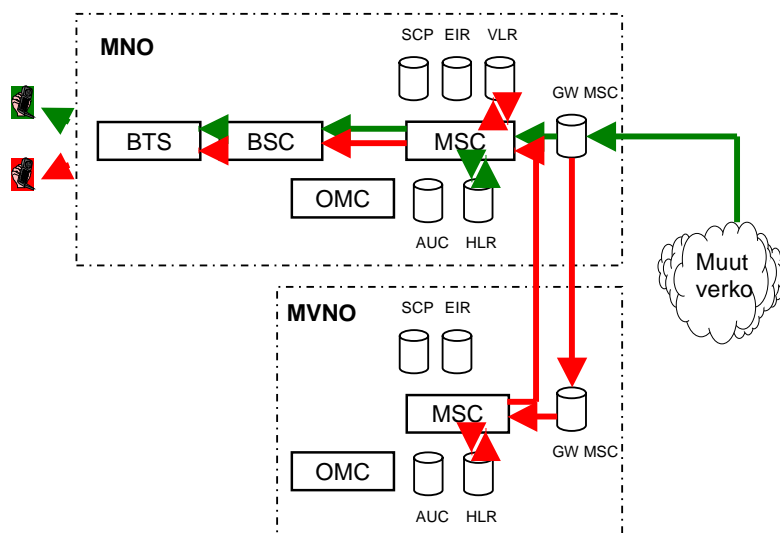 MNO
SCP EIR VLR
GW MSC
BTS BSC MSC
OMC
AUC HLR
Muut
verko
MVNO
SCP EIR
MSC
GW MSC
OMC
AUC HLR